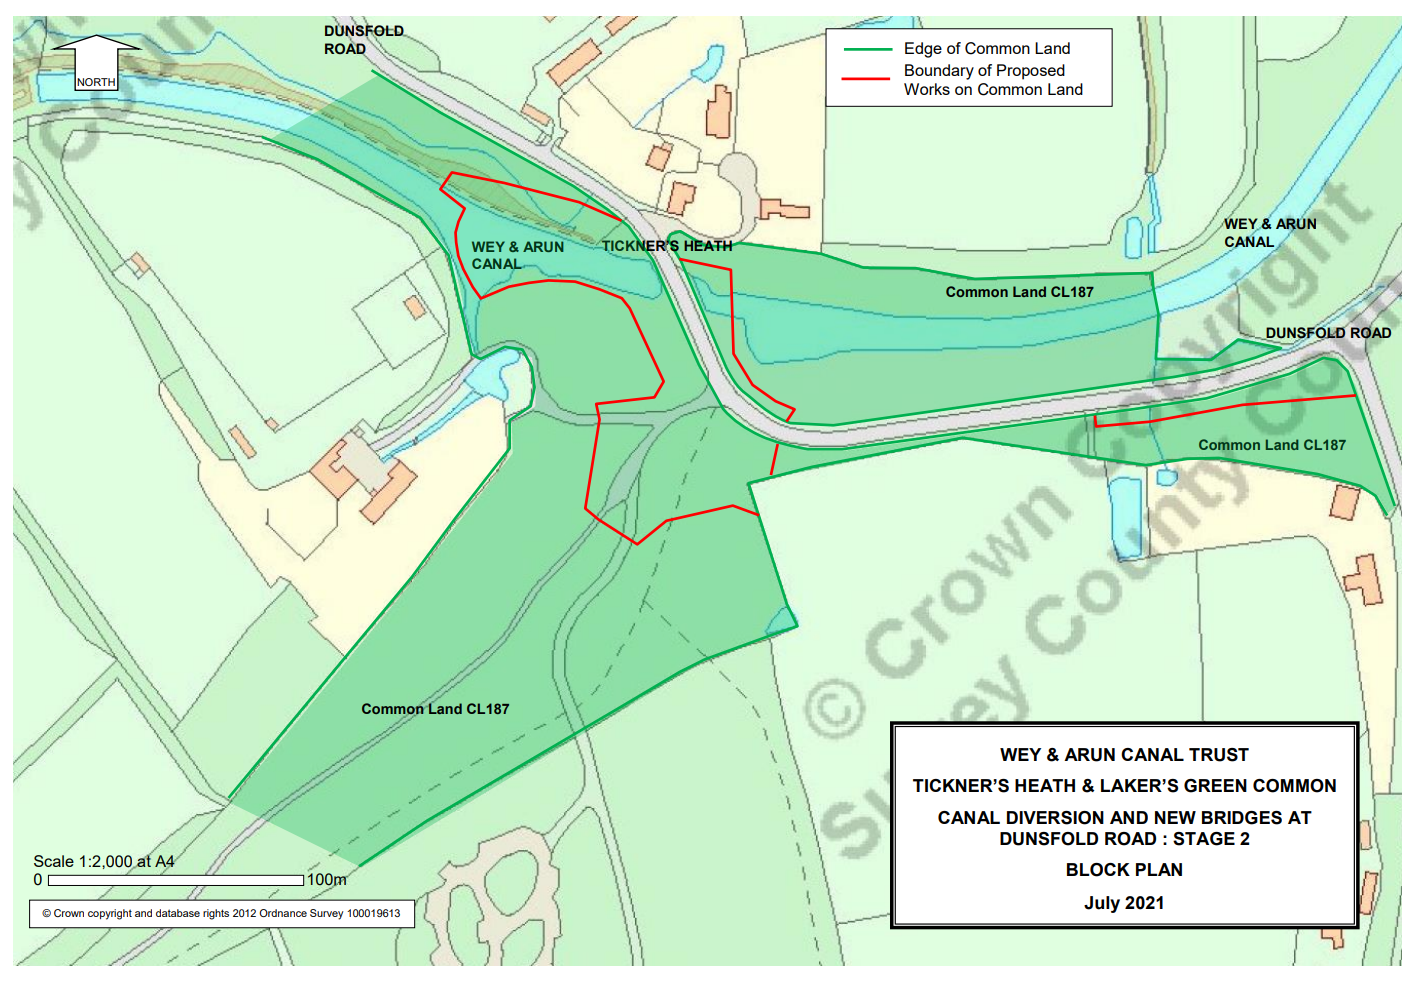 DUNSFOLD
ROAD
NORTH
Edge of Common Land
Boundary of Proposed
Works on Common Land
WEY & ARUN
CANAL
TICKNER'S HEATH
WEY & ARUN
CANAL
Common Land CL187
DUNSFOLD ROAD
Common Land CL187
Common Land CL187
© Crown Copyright
Surrey County Coun
WEY & ARUN CANAL TRUST
TICKNER'S HEATH & LAKER'S GREEN COMMON
CANAL DIVERSION AND NEW BRIDGES AT
DUNSFOLD ROAD : STAGE 2
BLOCK PLAN
July 2021
Scale 1:2,000 at A4
0 100m
© Crown copyright and database rights 2012 Ordnance Survey 100019613